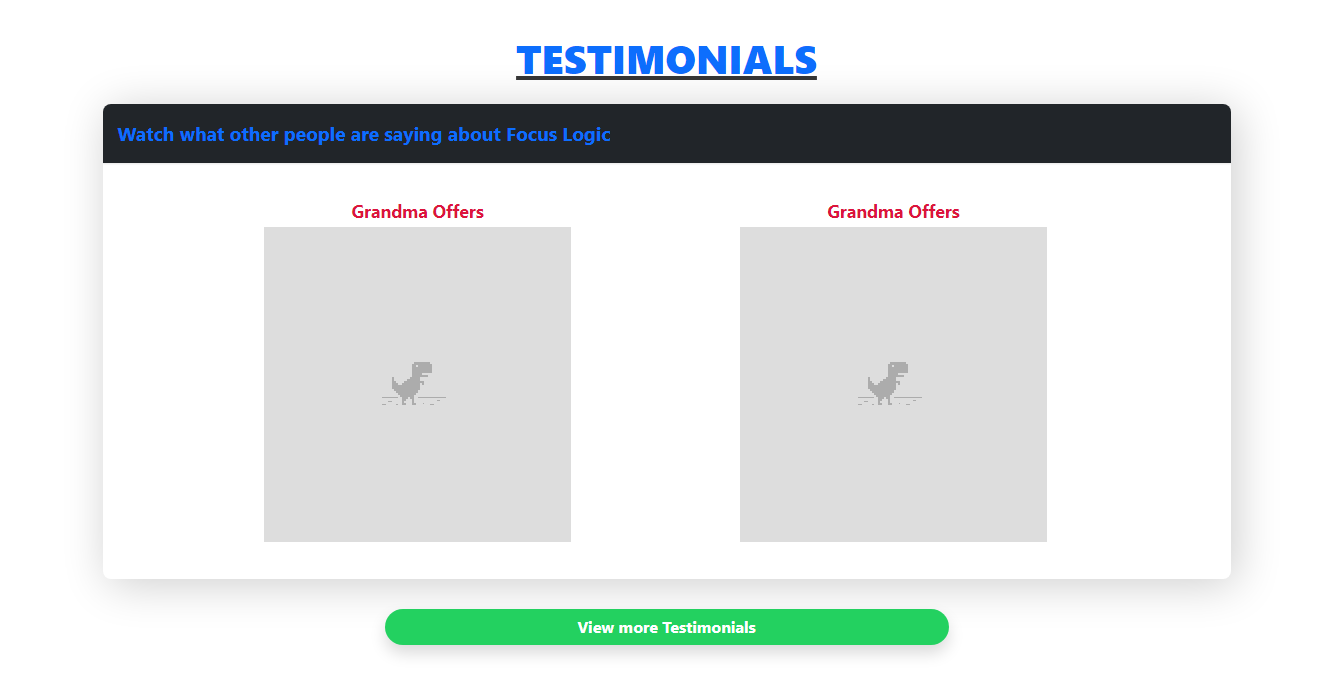 TESTIMONIALS
Watch what other people are saying about Focus Logic
Grandma Offers
Grandma Offers
View more Testimonials